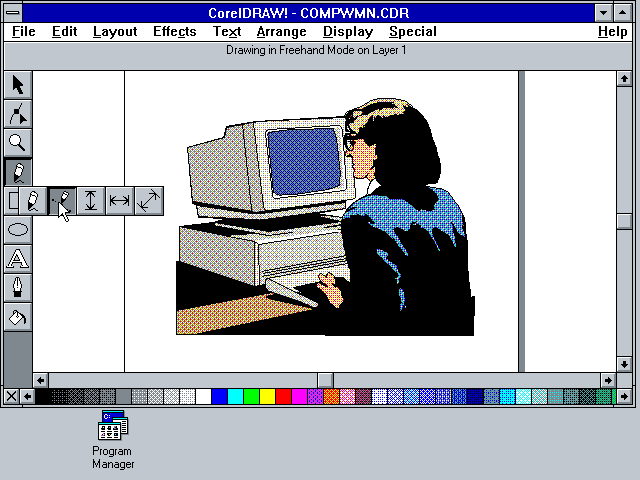 CorelDRAW! - COMPWMN.CDR
File Edit Layout Effects Text Arrange Display Special Help
Drawing in Freehand Mode on Layer 1
A
C:\
Program
Manager